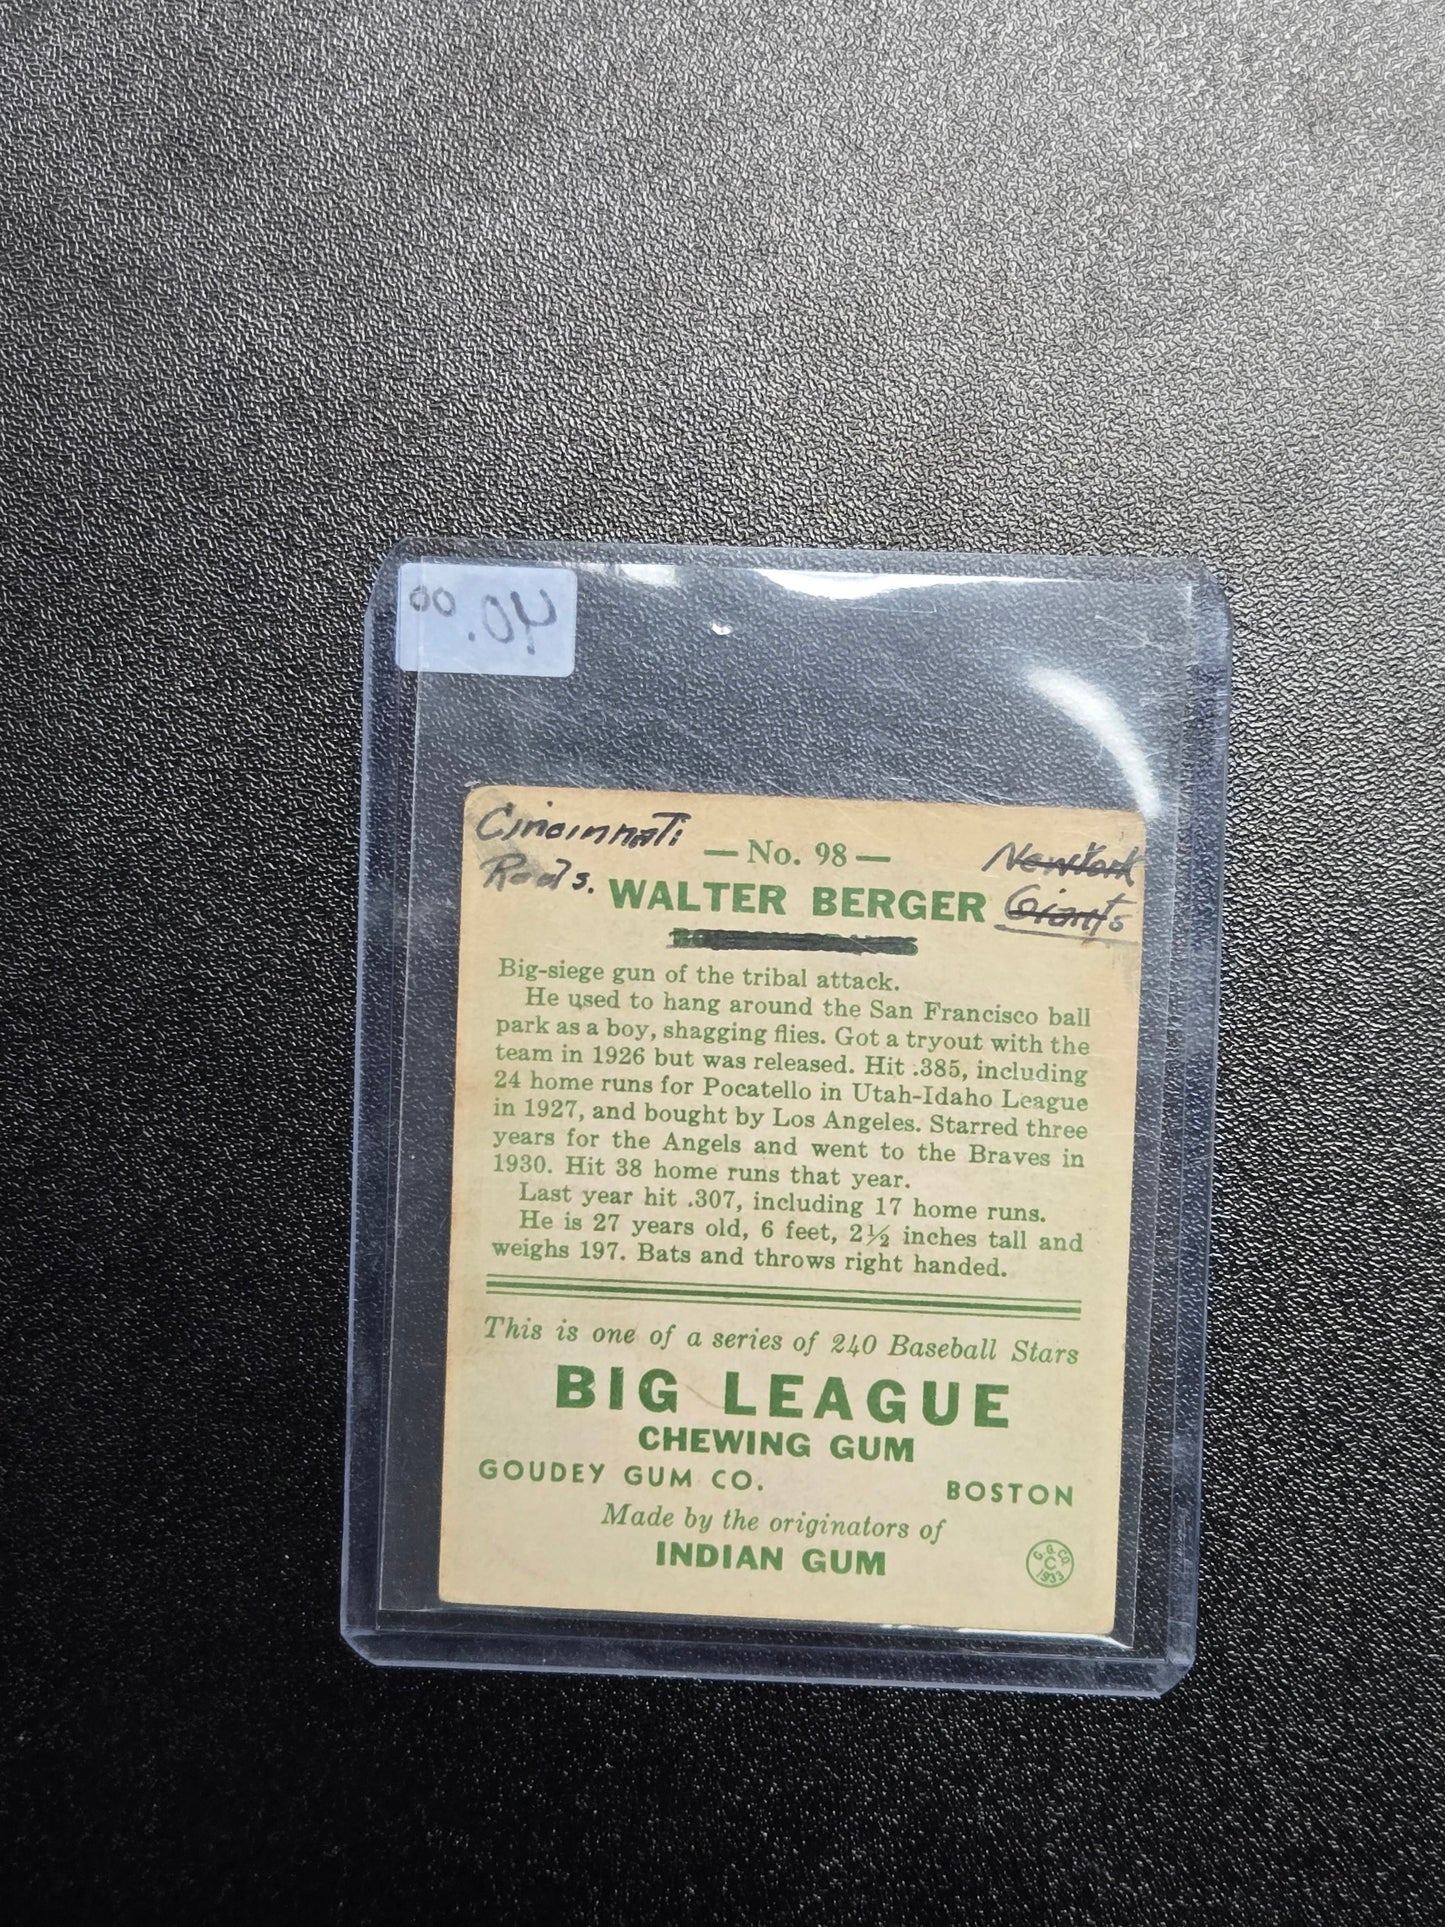 40.00
Cincinnati
Reds.
— No. 98 —
New York
Giants
WALTER BERGER
Big-siege gun of the tribal attack.
He used to hang around the San Francisco ball
park as a boy, shagging flies. Got a tryout with the
team in 1926 but was released. Hit .385, including
24 home runs for Pocatello in Utah-Idaho League
in 1927, and bought by Los Angeles. Starred three
years for the Angels and went to the Braves in
1930. Hit 38 home runs that year.
Last year hit .307, including 17 home runs.
He is 27 years old, 6 feet, 2½ inches tall and
weighs 197. Bats and throws right handed.
This is one of a series of 240 Baseball Stars
BIG LEAGUE
CHEWING GUM
GOUDEY GUM CO. BOSTON
Made by the originators of
INDIAN GUM
G. G. CO.
C
1933